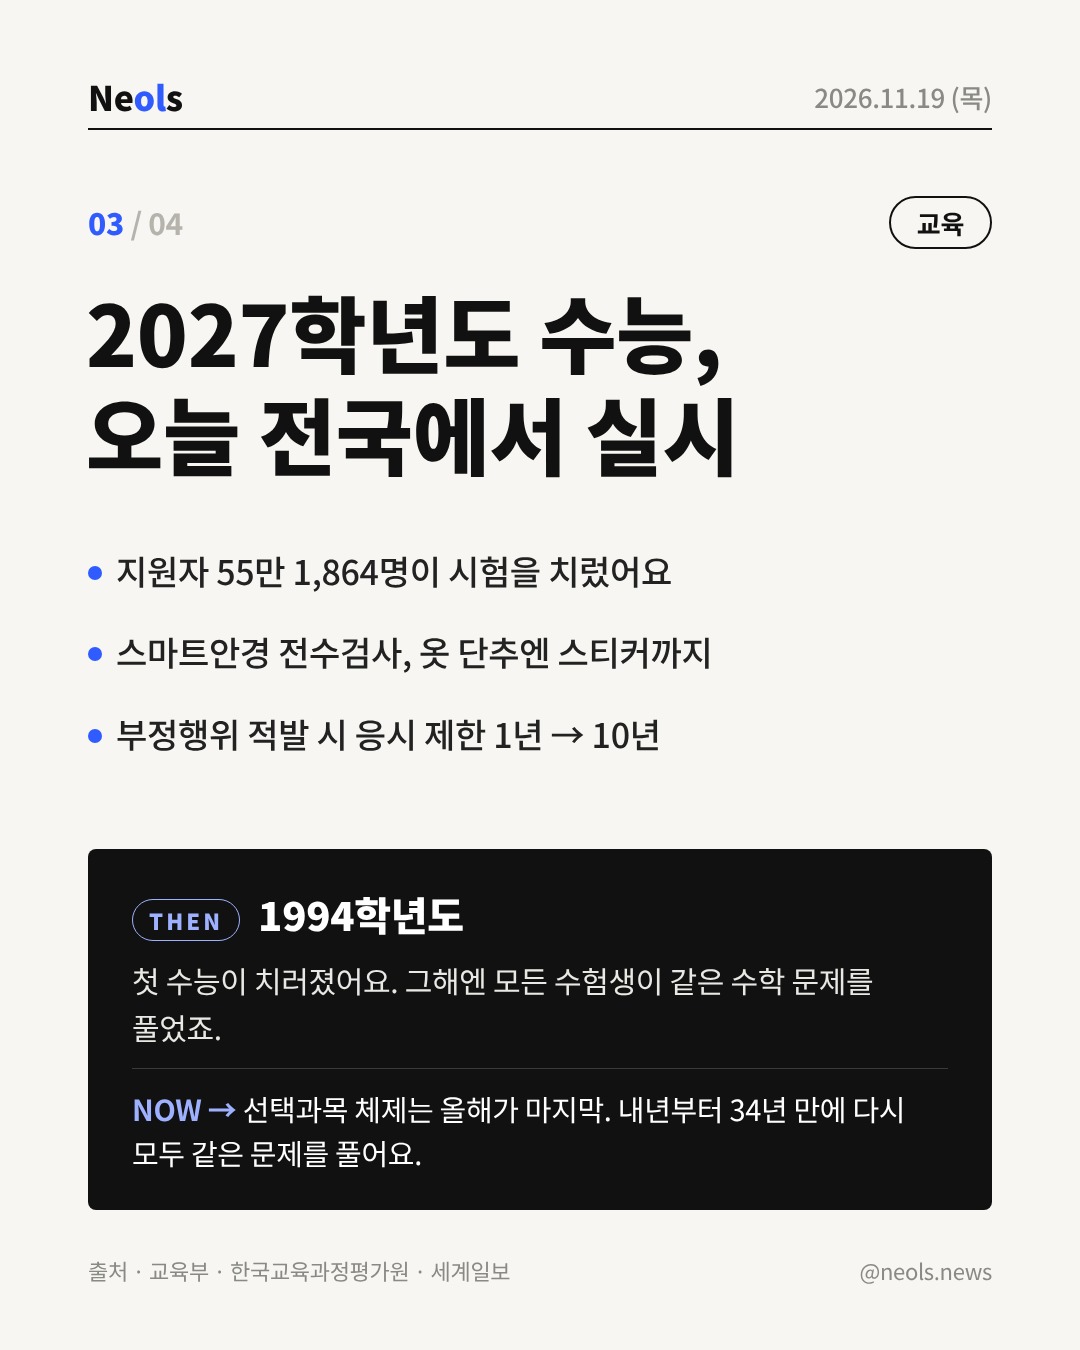 Neols
2026.11.19 (목)
03 / 04
교육
2027학년도 수능,
오늘 전국에서 실시
지원자 55만 1,864명이 시험을 치렀어요
스마트안경 전수검사, 옷 단추엔 스티커까지
부정행위 적발 시 응시 제한 1년 → 10년
THEN 1994학년도
첫 수능이 치러졌어요. 그해엔 모든 수험생이 같은 수학 문제를
풀었죠.
NOW → 선택과목 체제는 올해가 마지막. 내년부터 34년 만에 다시
모두 같은 문제를 풀어요.
출처 · 교육부 · 한국교육과정평가원 · 세계일보
@neols.news